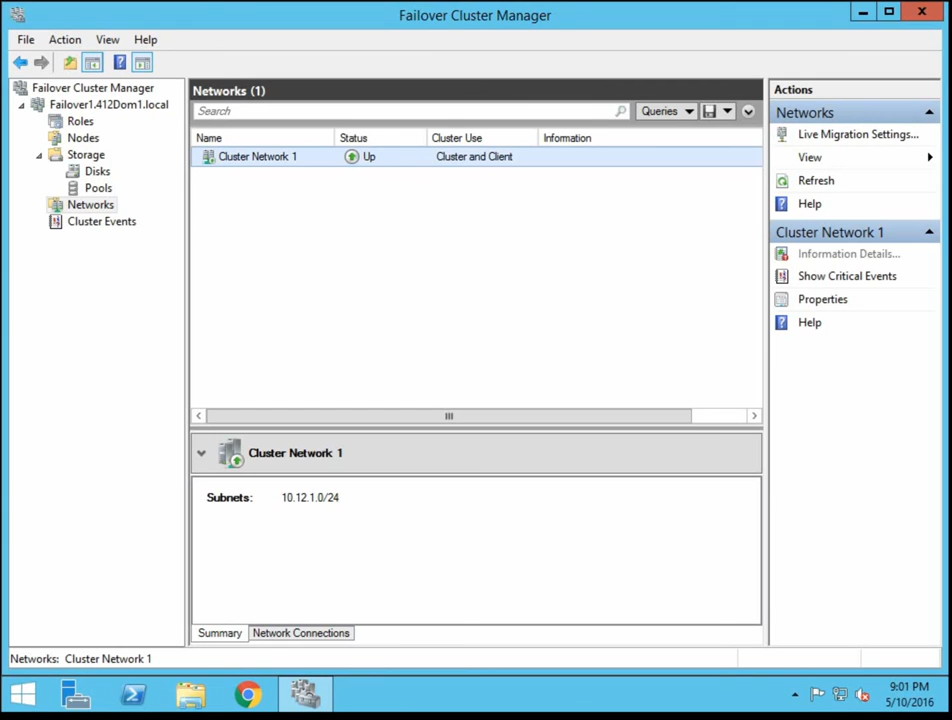 Failover Cluster Manager
File Action View Help
Failover Cluster Manager
Failover1.412Dom1.local
Roles
Nodes
Storage
Disks
Pools
Networks
Cluster Events
Networks (1)
Search
Queries
Name Status Cluster Use Information
Cluster Network 1 Up Cluster and Client
Cluster Network 1
Subnets: 10.12.1.0/24
Summary Network Connections
Actions
Networks
Live Migration Settings...
View
Refresh
Help
Cluster Network 1
Information Details...
Show Critical Events
Properties
Help
Networks: Cluster Network 1
9:01 PM
5/10/2016